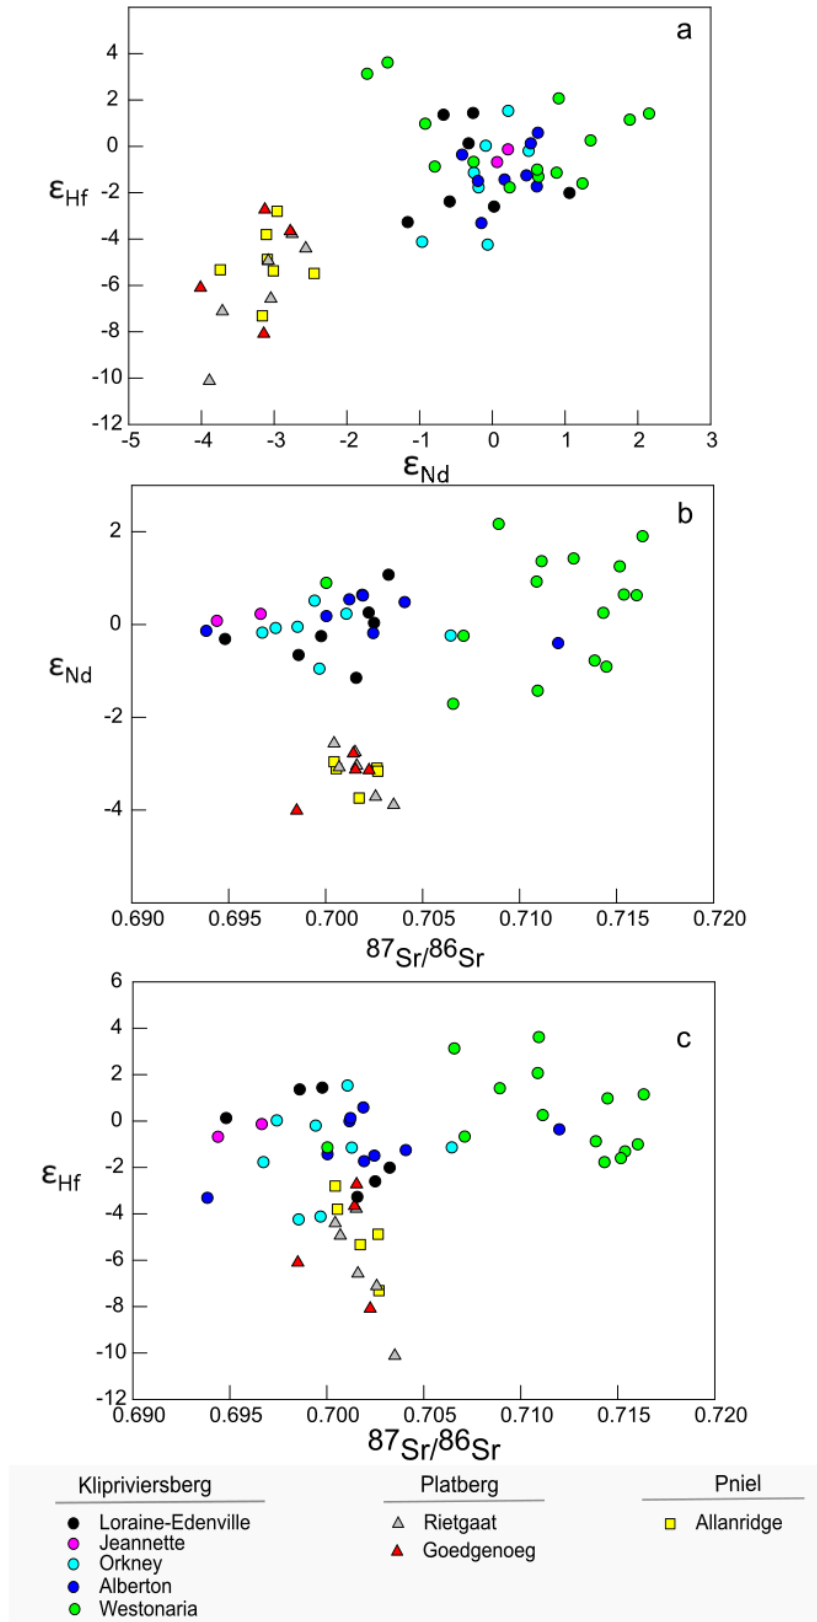 a
4
2
0
-2
-4
-6
-8
-10
-12
εHf
-5 -4 -3 -2 -1 0 1 2 3
εNd
b
2
0
-2
-4
εNd
0.690 0.695 0.700 0.705 0.710 0.715 0.720
87Sr/86Sr
c
6
4
2
0
-2
-4
-6
-8
-10
-12
εHf
0.690 0.695 0.700 0.705 0.710 0.715 0.720
87Sr/86Sr
Klipriviersberg Platberg Pniel
Loraine-Edenville Rietgaat Allanridge
Jeannette Goedgenoeg
Orkney
Alberton
Westonaria